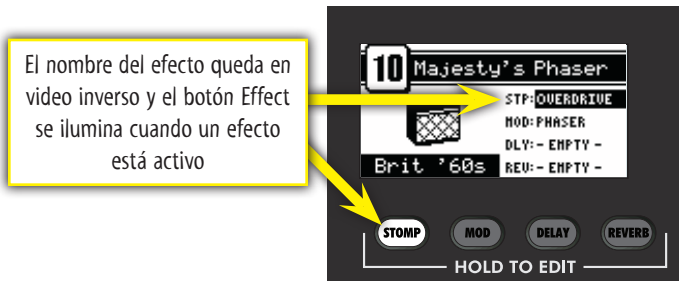 El nombre del efecto queda en
video inverso y el botón Effect
se ilumina cuando un efecto
está activo
10 Majesty's Phaser
STP: OVERDRIVE
MOD: PHASER
DLY: - EMPTY -
Brit '60s REV: - EMPTY -
STOMP MOD DELAY REVERB
HOLD TO EDIT